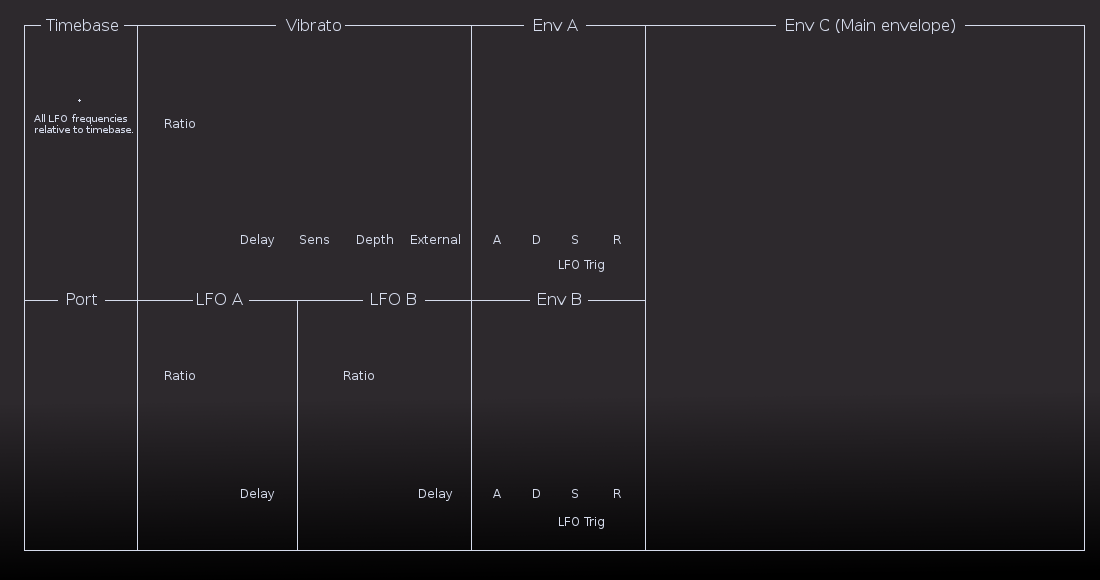 Timebase Vibrato Env A Env C (Main envelope)
All LFO frequencies
relative to timebase.
Ratio
Delay Sens Depth External A D S R
LFO Trig
Port LFO A LFO B Env B
Ratio Ratio
Delay Delay A D S R
LFO Trig